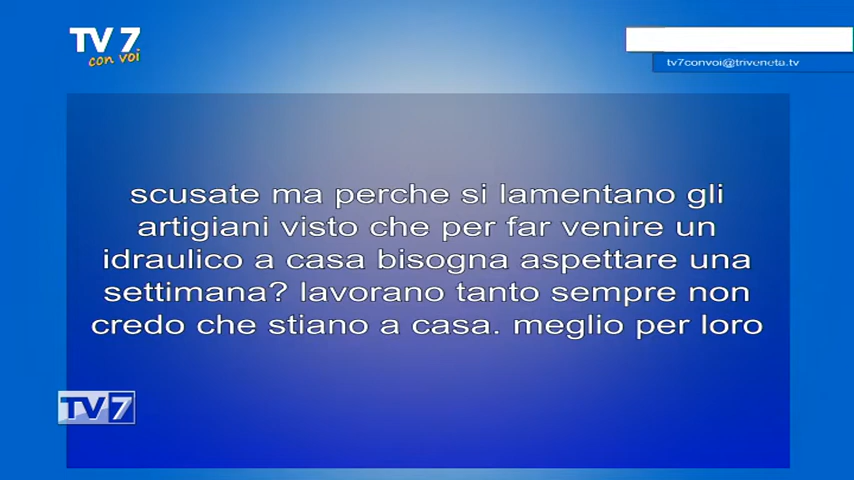 TV 7
con voi
tv7convoi@triveneta.tv
scusate ma perche si lamentano gli
artigiani visto che per far venire un
idraulico a casa bisogna aspettare una
settimana? lavorano tanto sempre non
credo che stiano a casa. meglio per loro
TV7